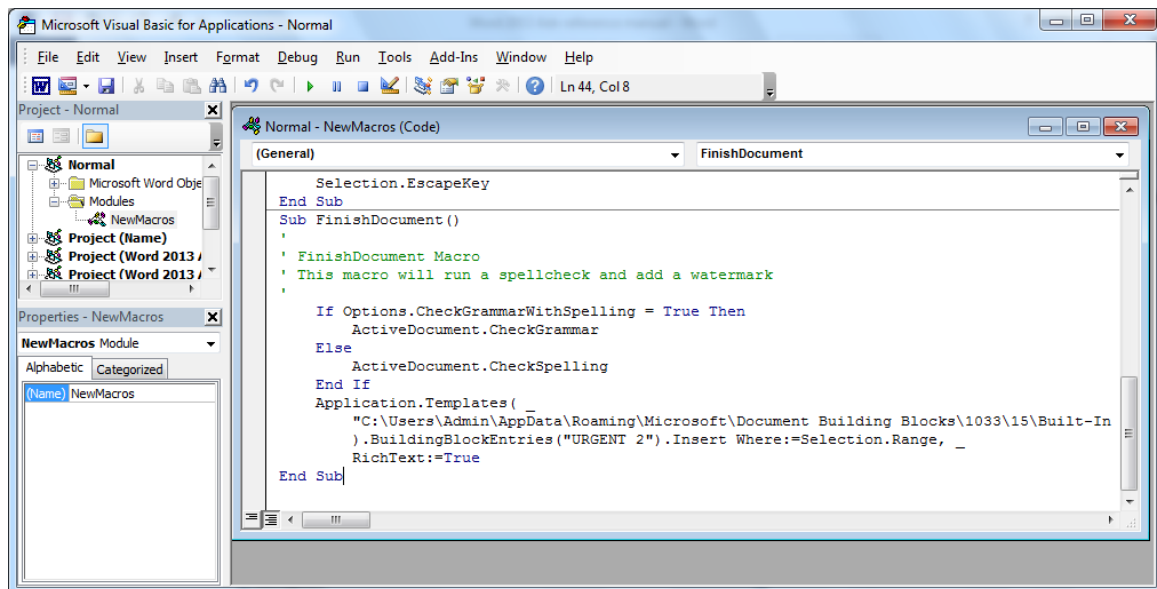 Microsoft Visual Basic for Applications - Normal
File Edit View Insert Format Debug Run Tools Add-Ins Window Help
Ln 44, Col 8
Project - Normal
Normal
Microsoft Word Obje
Modules
NewMacros
Project (Name)
Project (Word 2013 /
Project (Word 2013 /
Properties - NewMacros
NewMacros Module
Alphabetic Categorized
(Name) NewMacros
Normal - NewMacros (Code)
(General) FinishDocument
Selection.EscapeKey
End Sub
Sub FinishDocument()
'
' FinishDocument Macro
' This macro will run a spellcheck and add a watermark
'
If Options.CheckGrammarWithSpelling = True Then
ActiveDocument.CheckGrammar
Else
ActiveDocument.CheckSpelling
End If
Application.Templates( _
"C:\Users\Admin\AppData\Roaming\Microsoft\Document Building Blocks\1033\15\Built-In
).BuildingBlockEntries("URGENT 2").Insert Where:=Selection.Range, _
RichText:=True
End Sub